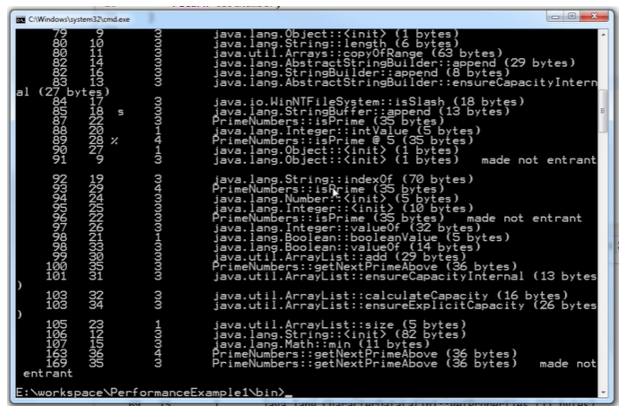 C:\Windows\system32\cmd.exe
79 9 3 java.lang.Object::<init> (1 bytes)
80 10 3 java.lang.String::length (6 bytes)
80 11 3 java.util.Arrays::copyOfRange (63 bytes)
82 14 3 java.lang.AbstractStringBuilder::append (29 bytes)
82 16 3 java.lang.StringBuilder::append (8 bytes)
83 13 3 java.lang.AbstractStringBuilder::ensureCapacityIntern
al (27 bytes)
84 17 3 java.io.WinNTFileSystem::isSlash (18 bytes)
85 18 s 3 java.lang.StringBuffer::append (13 bytes)
87 22 3 PrimeNumbers::isPrime (35 bytes)
88 20 1 java.lang.Integer::intValue (5 bytes)
89 28 % 4 PrimeNumbers::isPrime @ 5 (35 bytes)
90 27 1 java.lang.Object::<init> (1 bytes)
91 9 3 java.lang.Object::<init> (1 bytes) made not entrant
92 19 3 java.lang.String::indexOf (70 bytes)
93 29 4 PrimeNumbers::isPrime (35 bytes)
94 24 3 java.lang.Number::<init> (5 bytes)
95 25 3 java.lang.Integer::<init> (10 bytes)
96 22 3 PrimeNumbers::isPrime (35 bytes) made not entrant
97 26 3 java.lang.Integer::valueOf (32 bytes)
98 21 1 java.lang.Boolean::booleanValue (5 bytes)
98 33 3 java.lang.Boolean::valueOf (14 bytes)
99 30 3 java.util.ArrayList::add (29 bytes)
100 35 3 PrimeNumbers::getNextPrimeAbove (36 bytes)
101 31 3 java.util.ArrayList::ensureCapacityInternal (13 bytes
)
103 32 3 java.util.ArrayList::calculateCapacity (16 bytes)
103 34 3 java.util.ArrayList::ensureExplicitCapacity (26 bytes
)
105 23 1 java.util.ArrayList::size (5 bytes)
106 12 3 java.lang.String::<init> (82 bytes)
107 15 3 java.lang.Math::min (11 bytes)
163 36 4 PrimeNumbers::getNextPrimeAbove (36 bytes)
169 35 3 PrimeNumbers::getNextPrimeAbove (36 bytes) made not
entrant
E:\workspace\PerformanceExample1\bin>_